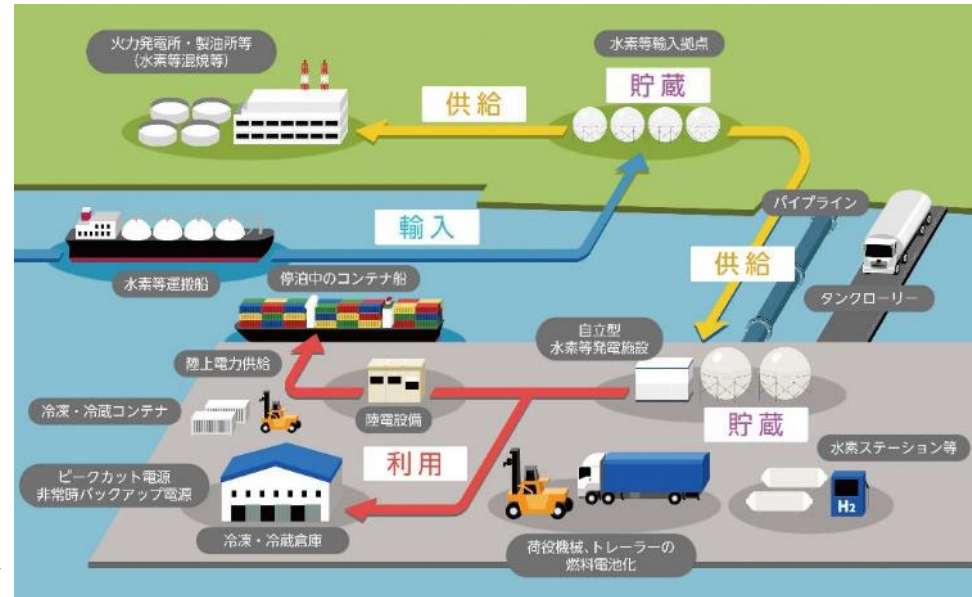 火力発電所・製油所等
(水素等混焼等)
水素等輸入拠点
貯蔵
供給
パイプライン
輸入
供給
水素等運搬船
停泊中のコンテナ船
タンクローリー
自立型
水素等発電施設
陸上電力供給
冷凍・冷蔵コンテナ
陸電設備
貯蔵
水素ステーション等
利用
ピークカット電源
非常時バックアップ電源
H2
冷凍・冷蔵倉庫
荷役機械、トレーラーの
燃料電池化